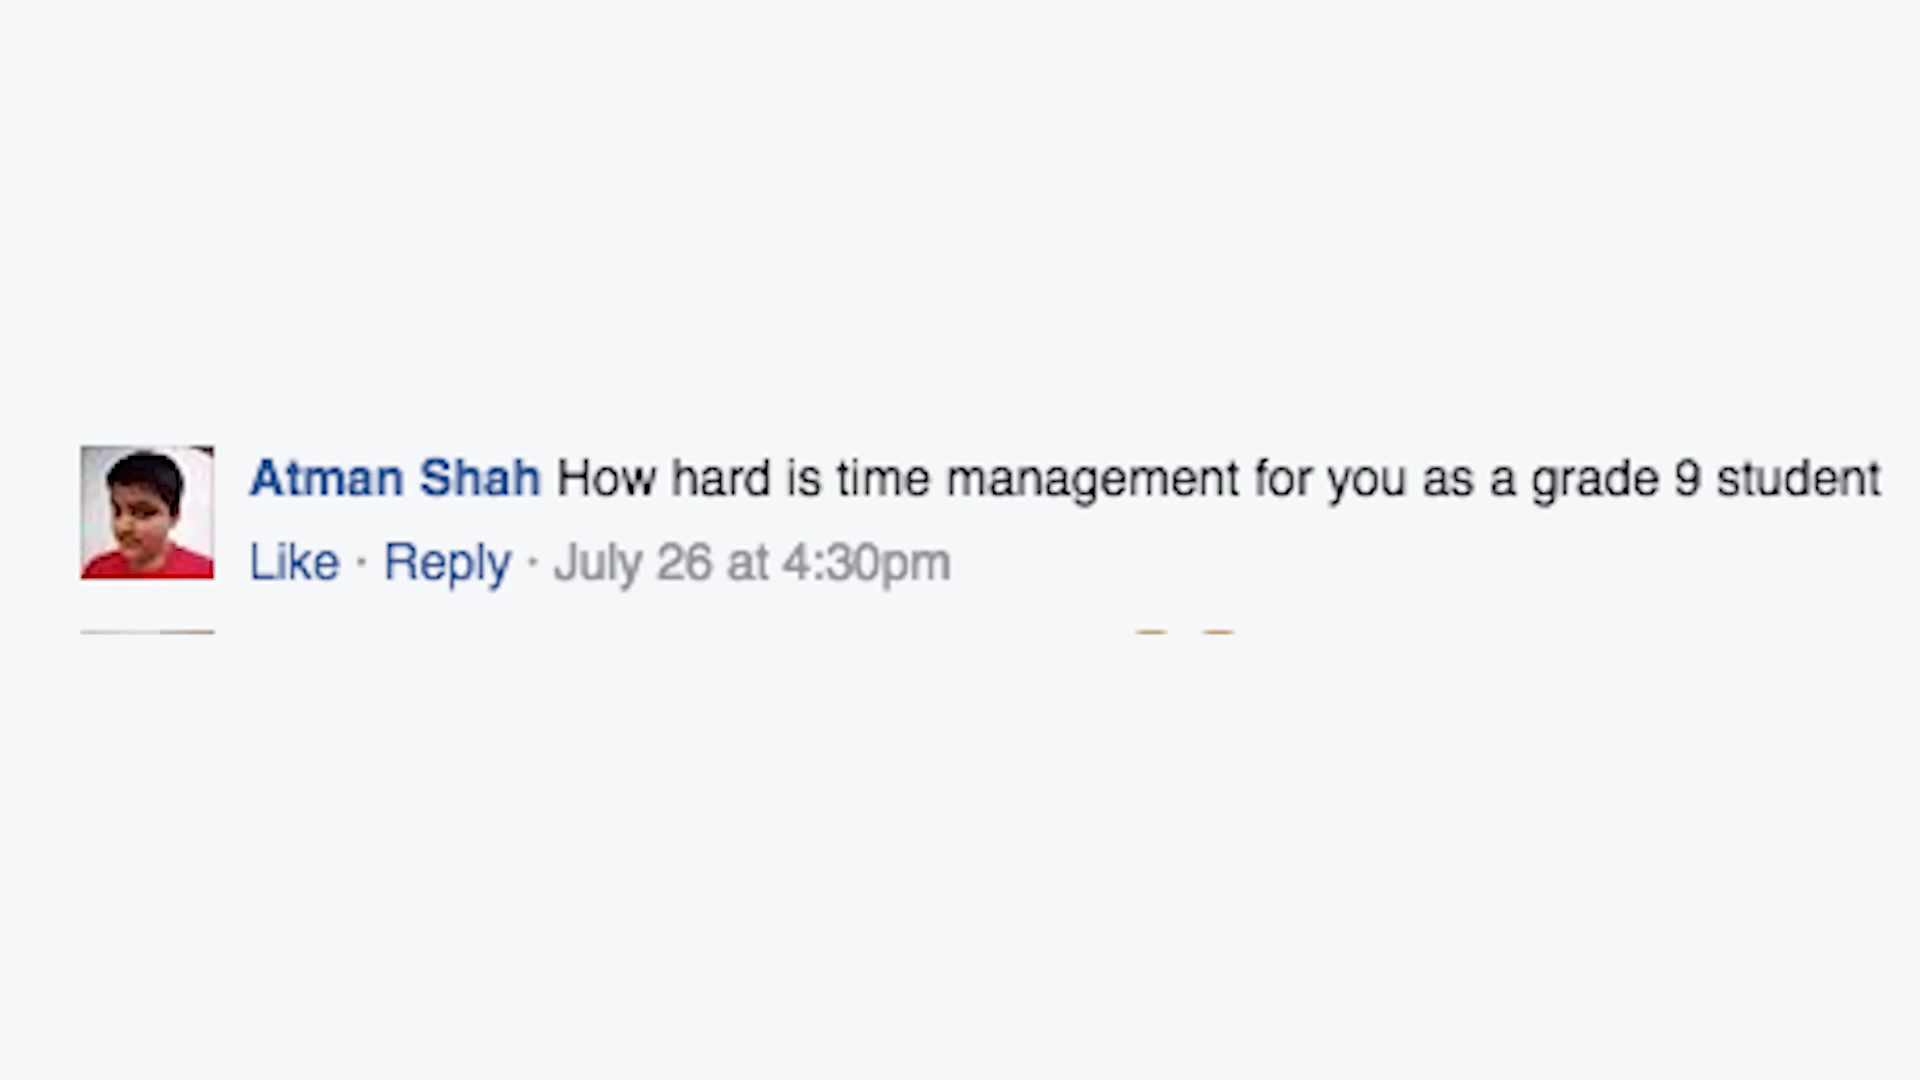 Atman Shah How hard is time management for you as a grade 9 student
Like · Reply · July 26 at 4:30pm